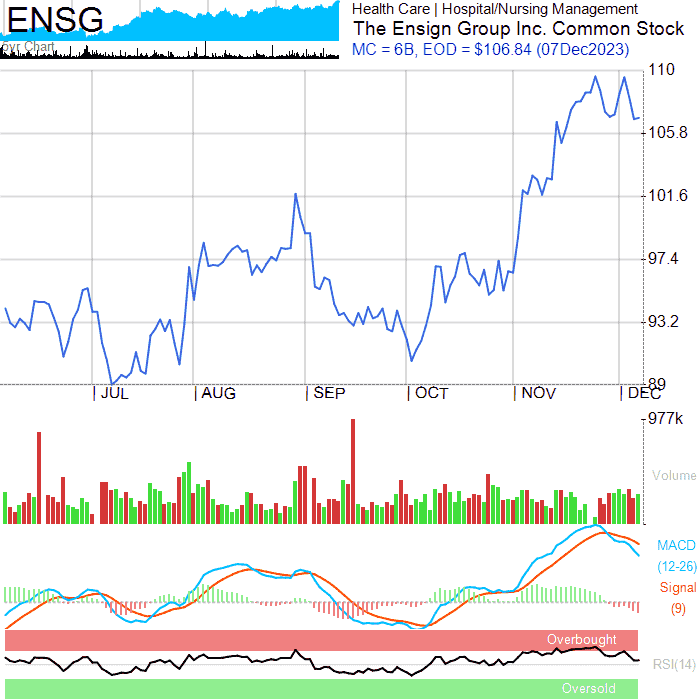 ENSG
5yr Chart
Health Care | Hospital/Nursing Management
The Ensign Group Inc. Common Stock
MC = 6B, EOD = $106.84 (07Dec2023)
110
105.8
101.6
97.4
93.2
89
JUL AUG SEP OCT NOV DEC
977k
Volume
MACD
(12-26)
Signal
(9)
Overbought
RSI(14)
Oversold